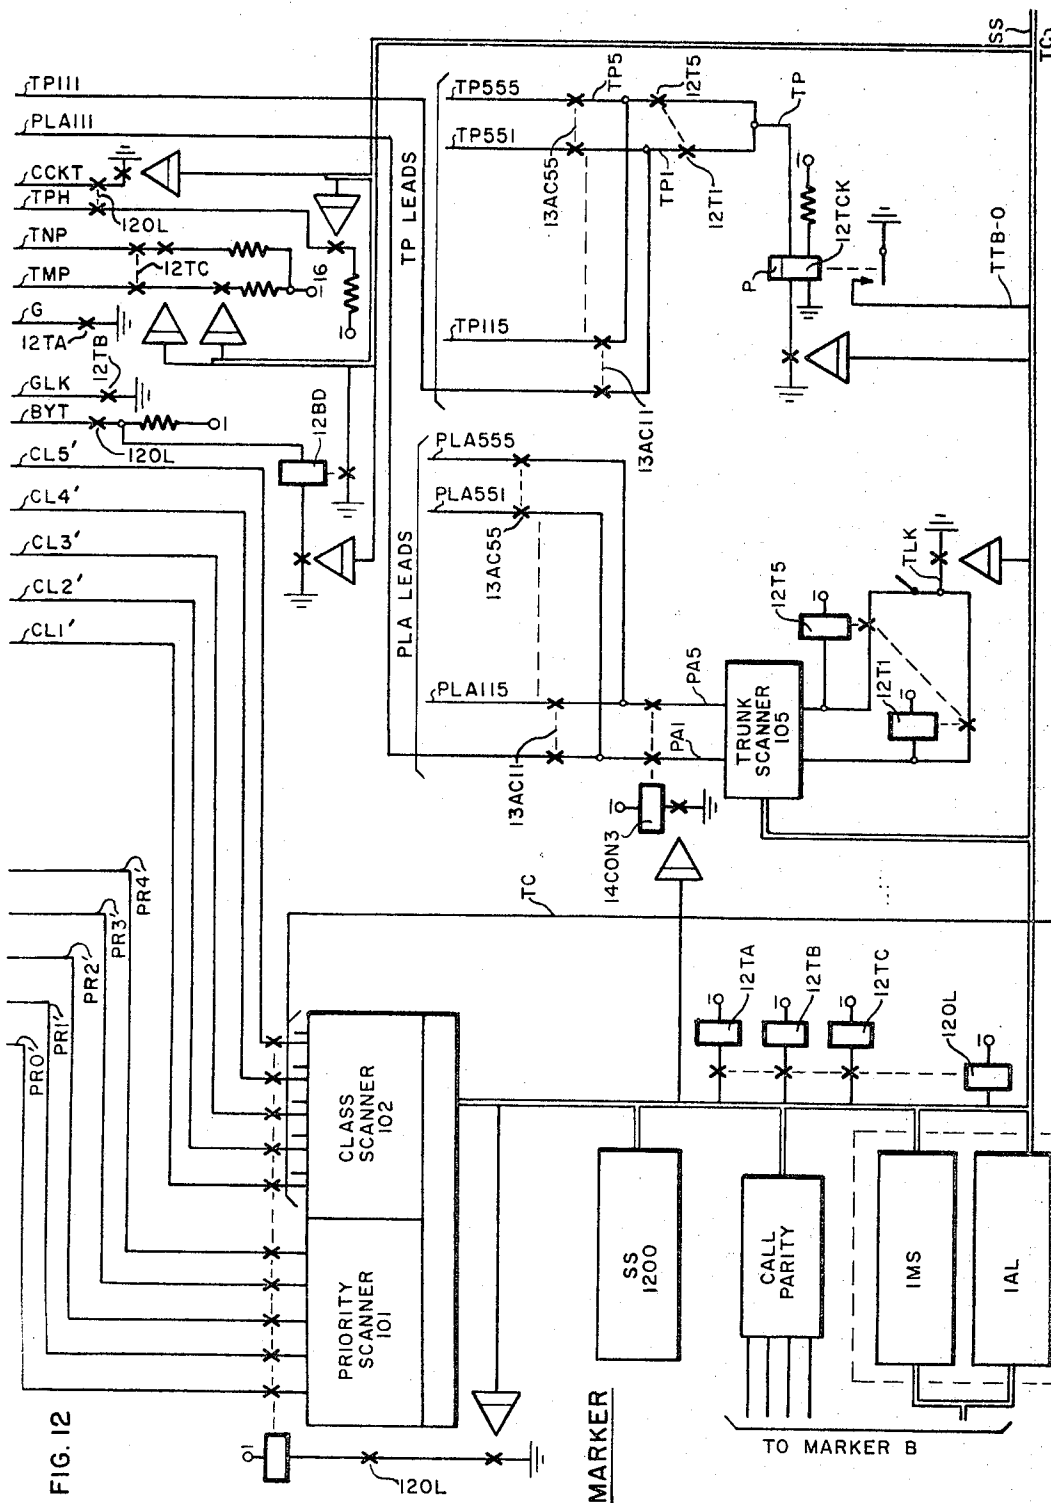 SS
TC
TP111
PLA111
CCKT
TPH
120L
TNP
TMP
12TC
16
G
12TA
12TB
GLK
BYT
120L
12BD
CL5'
CL4'
CL3'
CL2'
CL1'
TP LEADS
TP555
TP5
12T5
TP551
13AC55
TP1
12T1
TP
TP115
13AC11
P
12TCK
TTB-0
PLA LEADS
PLA555
PLA551
13AC55
PLA115
13AC11
PA5
PA1
14CON3
TRUNK
SCANNER
105
12T5
12T1
TLK
PR4'
PR3'
PR2'
PR1'
PR0'
TC
CLASS
SCANNER
102
PRIORITY
SCANNER
101
12TA
12TB
12TC
120L
SS
1200
CALL
PARITY
IMS
IAL
120L
FIG. 12
MARKER
TO MARKER B